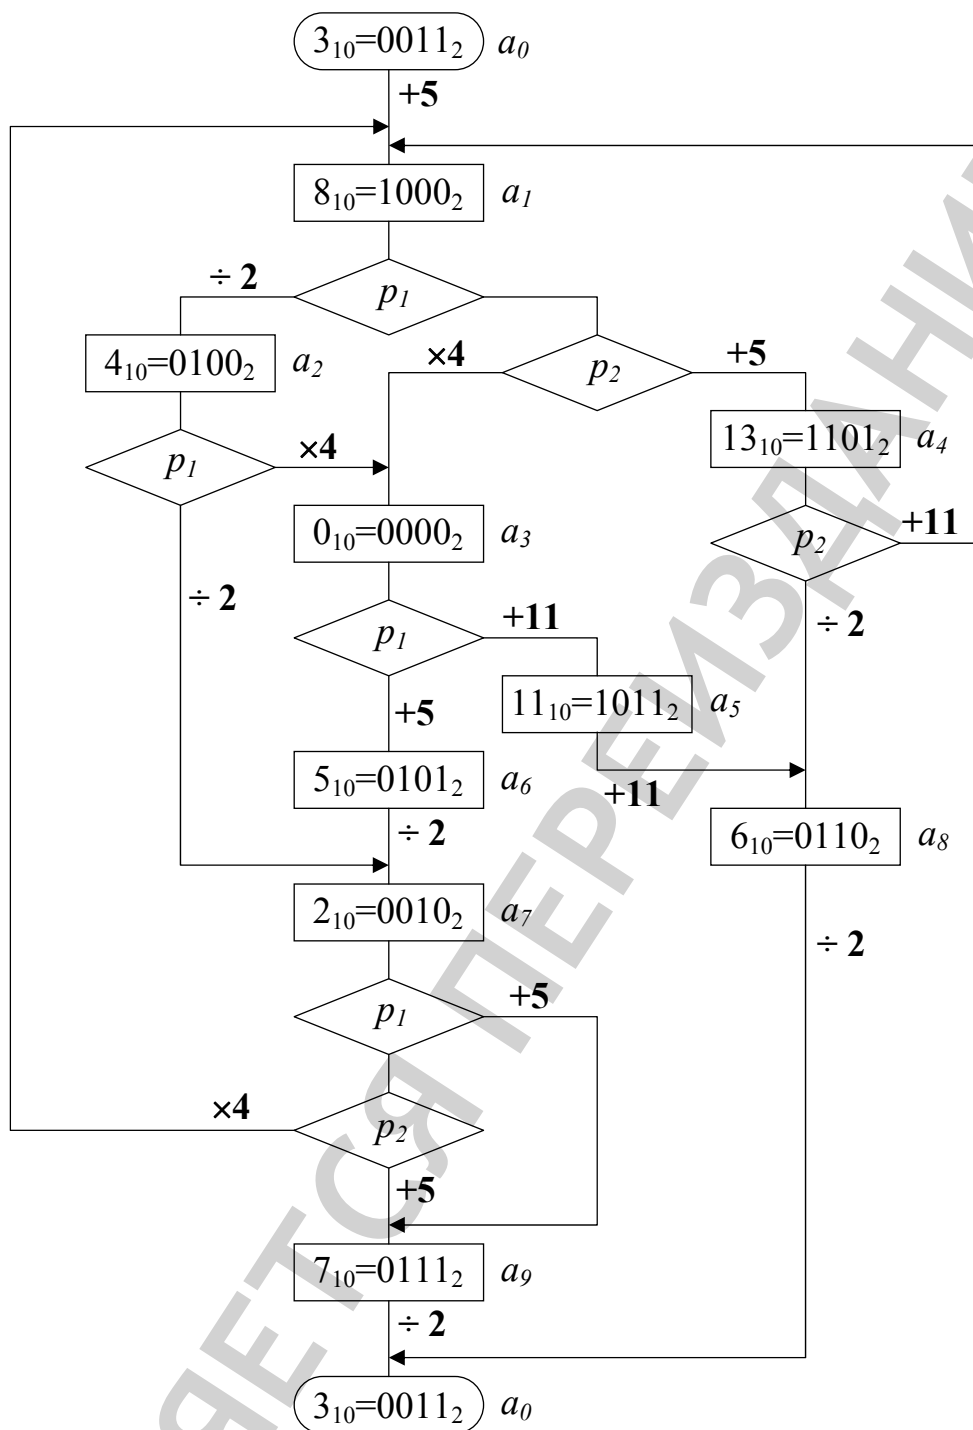 3₁₀=0011₂ a₀
+5
8₁₀=1000₂ a₁
÷ 2
p₁
4₁₀=0100₂ a₂
×4
p₂
+5
13₁₀=1101₂ a₄
p₁
×4
0₁₀=0000₂ a₃
p₂
+11
÷ 2
p₁
+11
÷ 2
+5
11₁₀=1011₂ a₅
5₁₀=0101₂ a₆
+11
÷ 2
6₁₀=0110₂ a₈
2₁₀=0010₂ a₇
÷ 2
p₁
+5
×4
p₂
+5
7₁₀=0111₂ a₉
÷ 2
3₁₀=0011₂ a₀
ЯЕТСЯ ПЕРЕИЗДАНИ